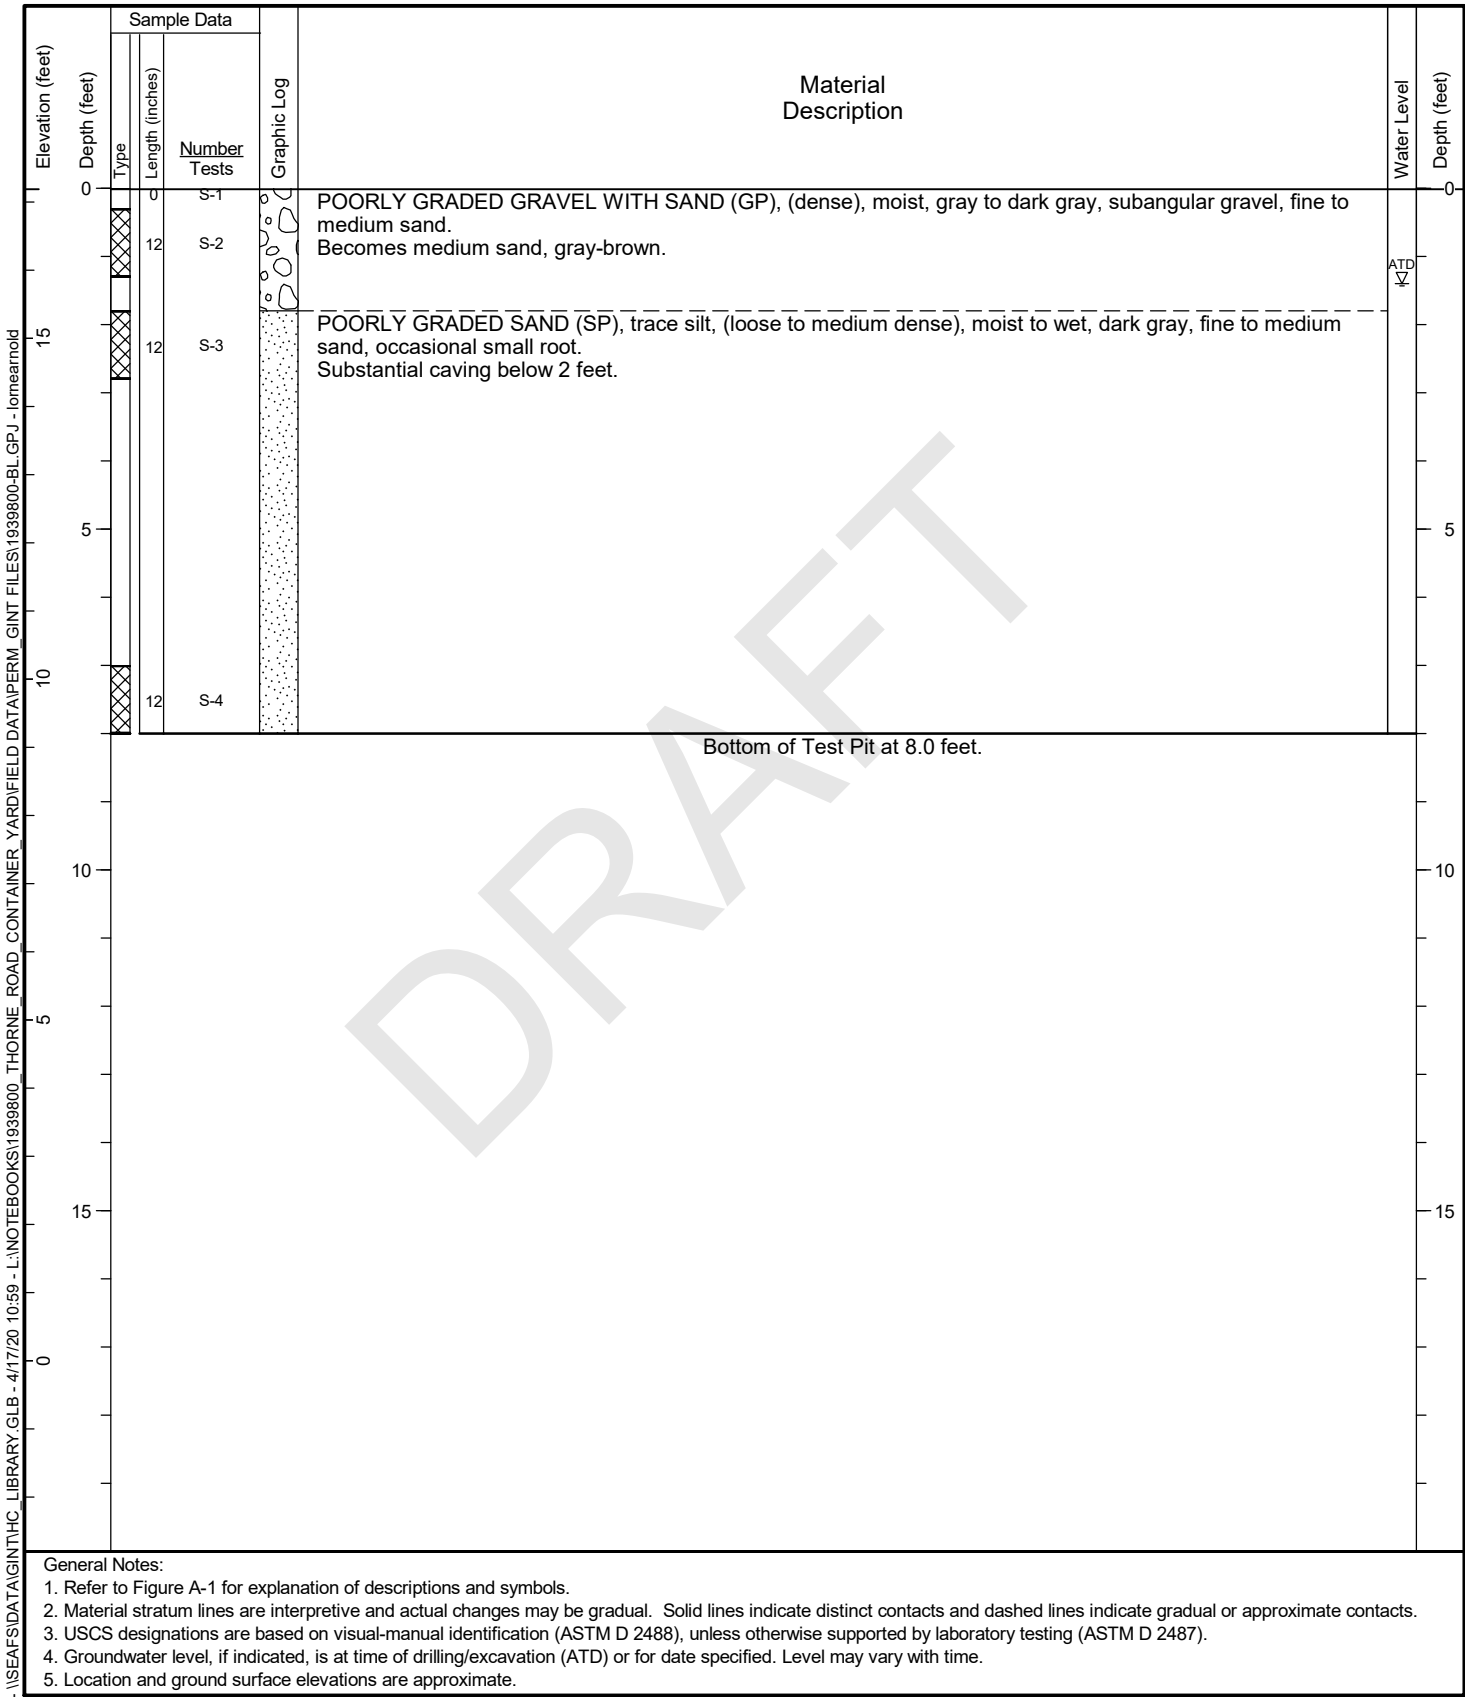 Sample Data
Elevation (feet)
Depth (feet)
Type
Length (inches)
Number
Tests
Graphic Log
Material
Description
Water Level
Depth (feet)
0
0
S-1
POORLY GRADED GRAVEL WITH SAND (GP), (dense), moist, gray to dark gray, subangular gravel, fine to
medium sand.
0
12
S-2
Becomes medium sand, gray-brown.
ATD
15
12
S-3
POORLY GRADED SAND (SP), trace silt, (loose to medium dense), moist to wet, dark gray, fine to medium
sand, occasional small root.
Substantial caving below 2 feet.
5
5
10
12
S-4
Bottom of Test Pit at 8.0 feet.
10
10
5
15
15
0
DRAFT
General Notes:
1. Refer to Figure A-1 for explanation of descriptions and symbols.
2. Material stratum lines are interpretive and actual changes may be gradual. Solid lines indicate distinct contacts and dashed lines indicate gradual or approximate contacts.
3. USCS designations are based on visual-manual identification (ASTM D 2488), unless otherwise supported by laboratory testing (ASTM D 2487).
4. Groundwater level, if indicated, is at time of drilling/excavation (ATD) or for date specified. Level may vary with time.
5. Location and ground surface elevations are approximate.
- \\SEAFS\DATA\GINT\HC_LIBRARY.GLB - 4/17/20 10:59 - L:\NOTEBOOKS\1939800_THORNE_ROAD_CONTAINER_YARD\FIELD DATA\PERM_GINT FILES\1939800-BL.GPJ - lornearnold